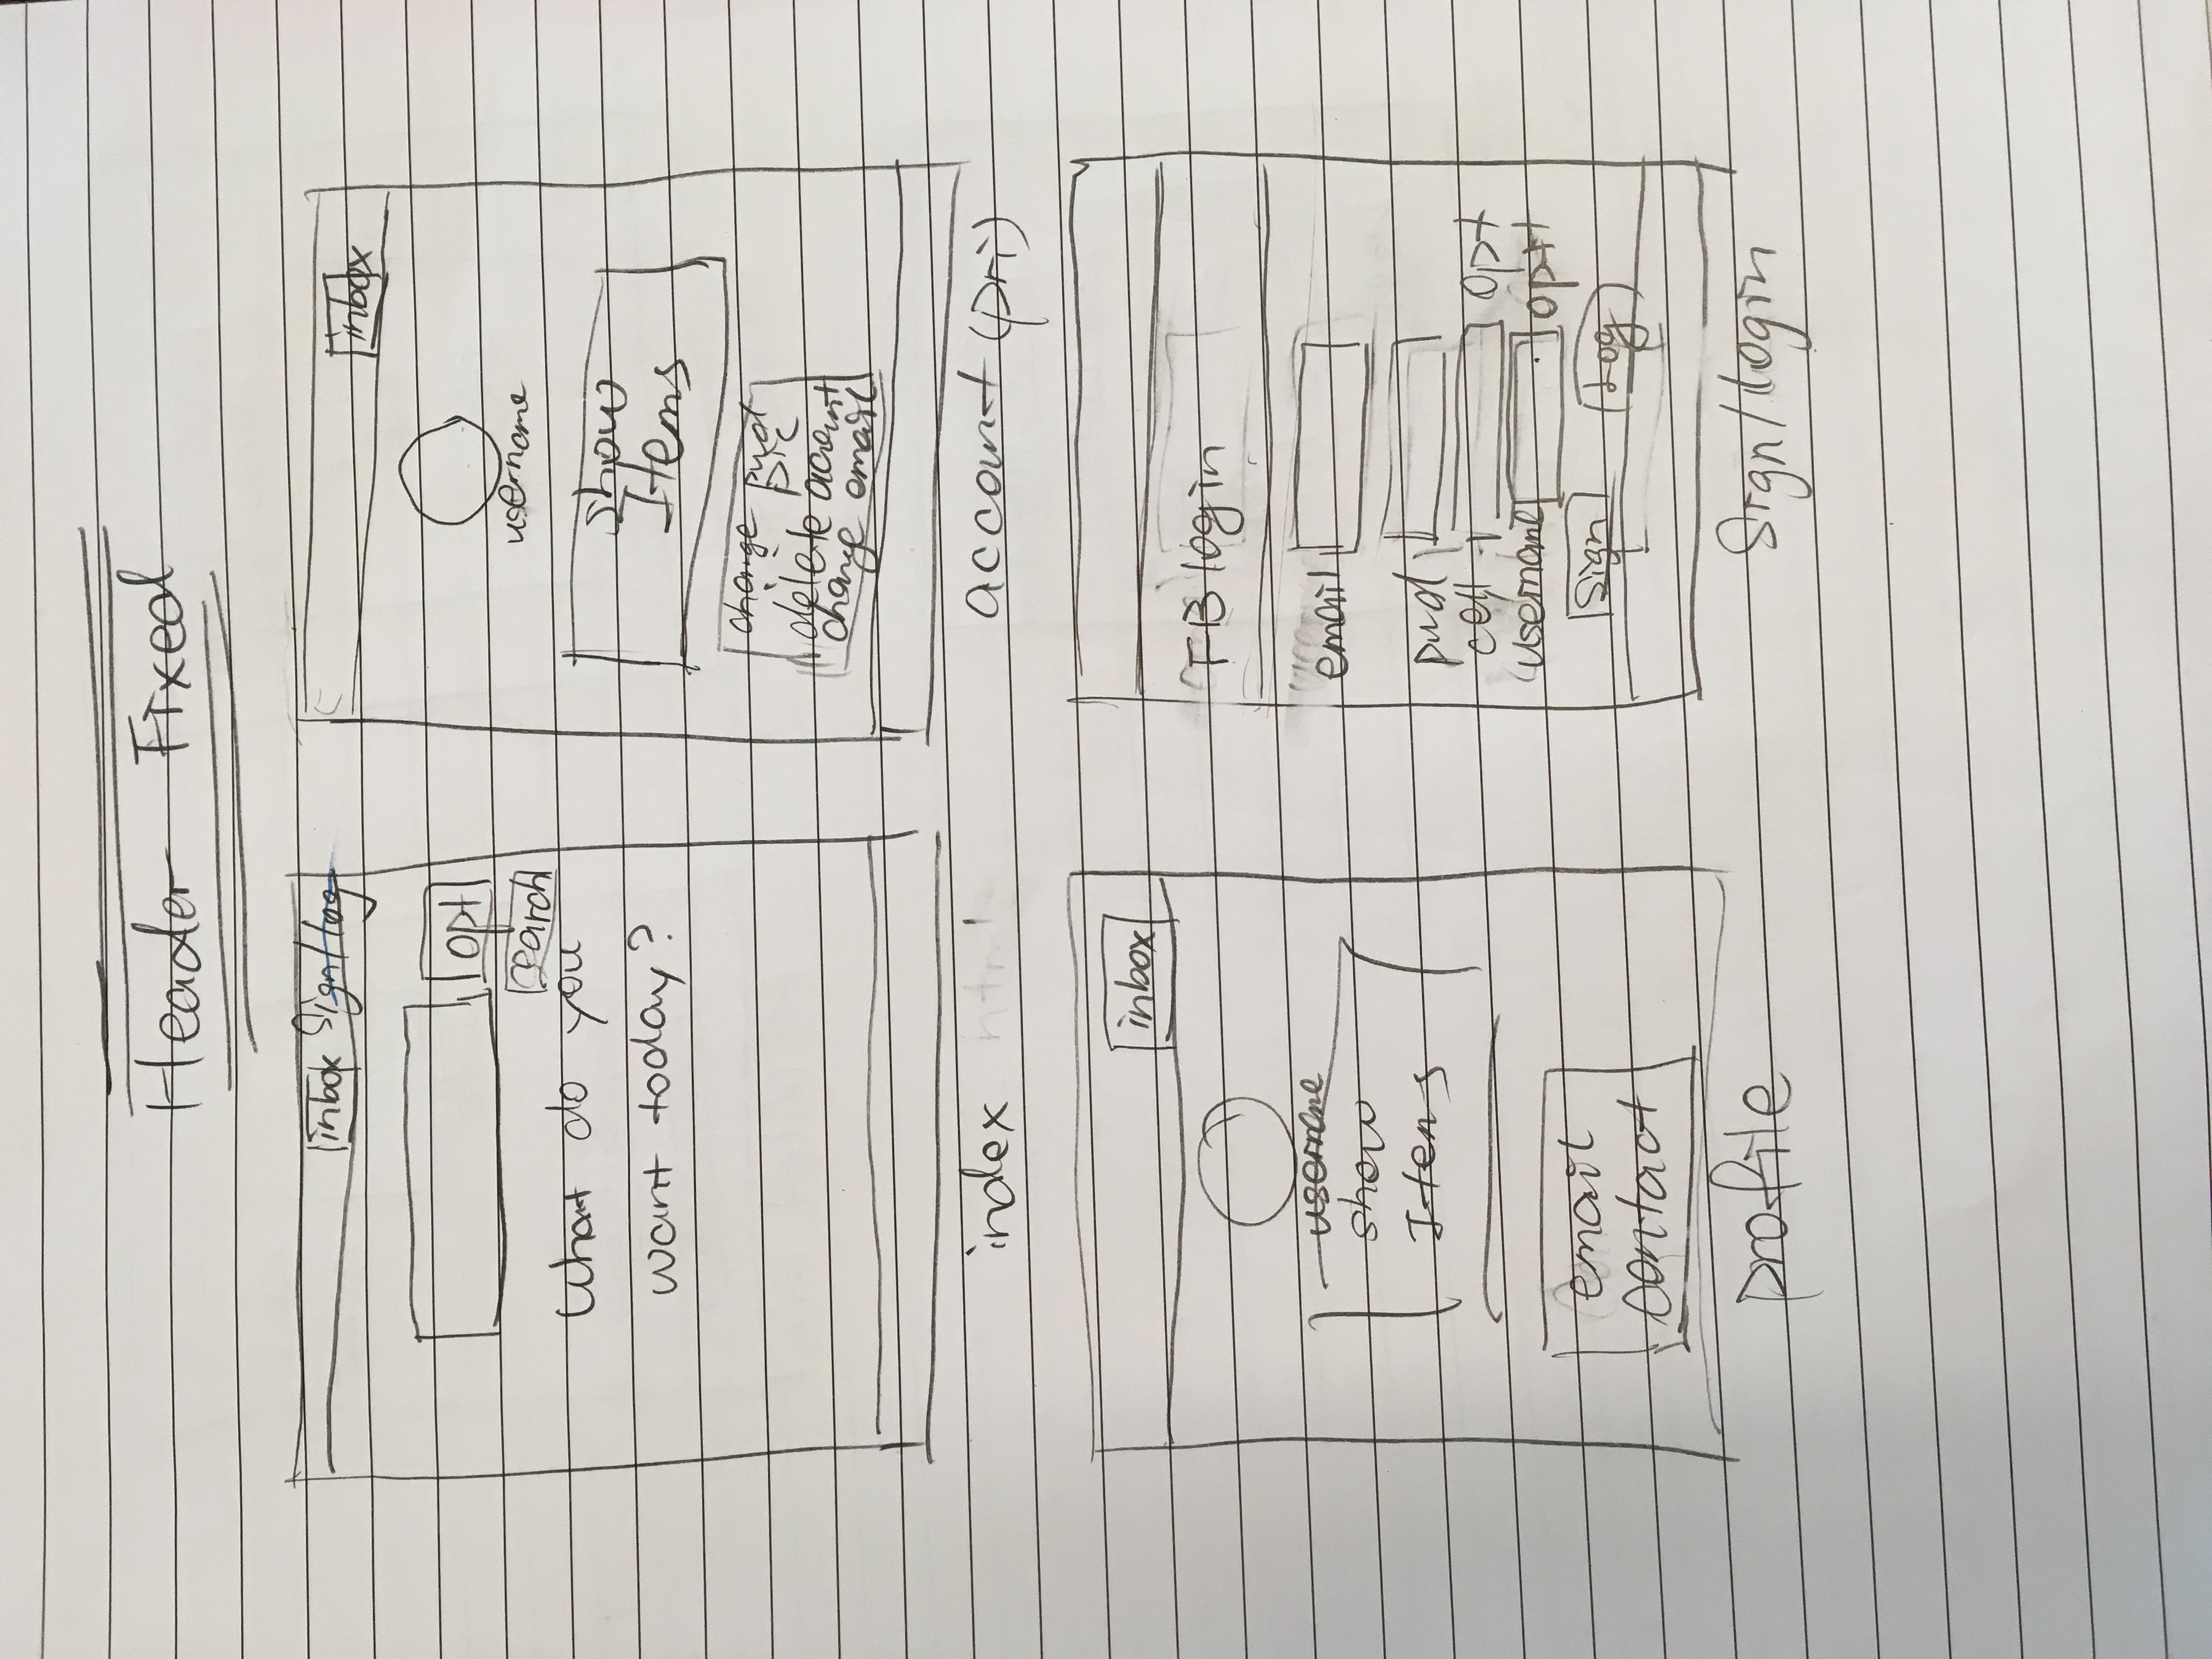 Header Fixed
inbox Sign/log
opt
search
What do you
want today?
index html
inbox
username
Show
Items
change pwd
pic
delete account
change email
account (pri)
inbox
username
show
Items
email
contact
profile
FB login
email
pwd
cell opt
username opt
Sign Log
Sign/login